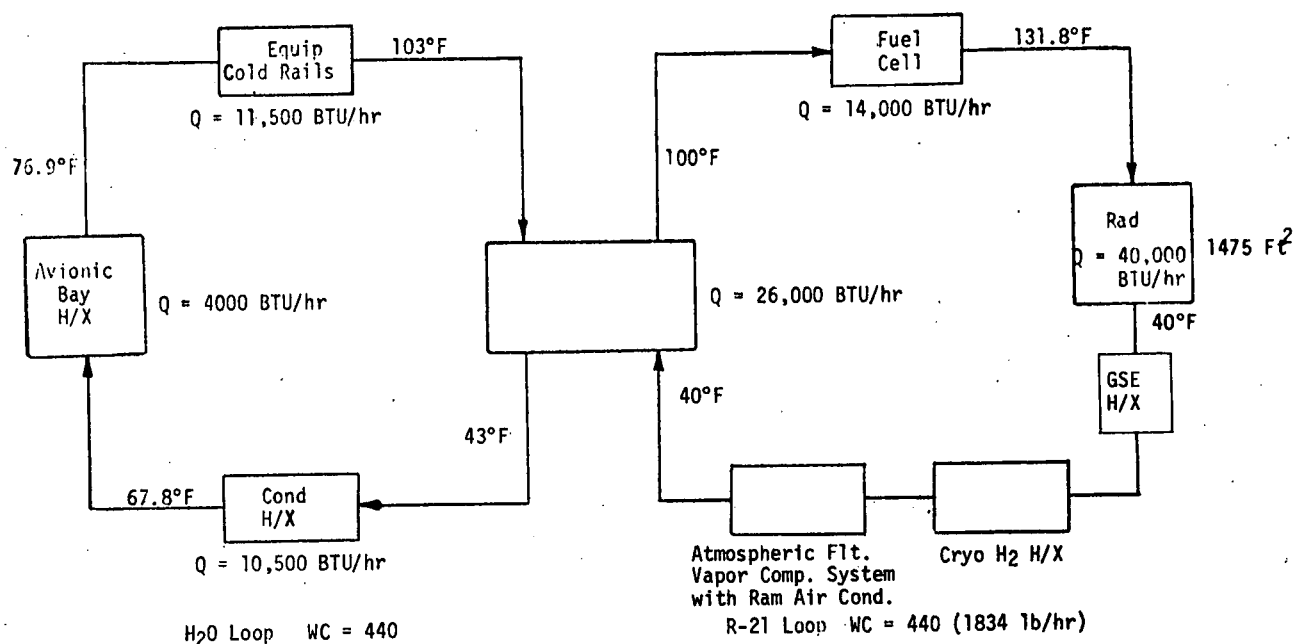 Equip
Cold Rails
103°F
Q = 11,500 BTU/hr
76.9°F
Avionic
Bay
H/X
Q = 4000 BTU/hr
67.8°F
Cond
H/X
Q = 10,500 BTU/hr
43°F
H2O Loop WC = 440
Fuel
Cell
131.8°F
Q = 14,000 BTU/hr
100°F
Rad
Q = 40,000
BTU/hr
1475 Ft2
40°F
GSE
H/X
Q = 26,000 BTU/hr
40°F
Atmospheric Flt.
Vapor Comp. System
with Ram Air Cond.
Cryo H2 H/X
R-21 Loop WC = 440 (1834 lb/hr)